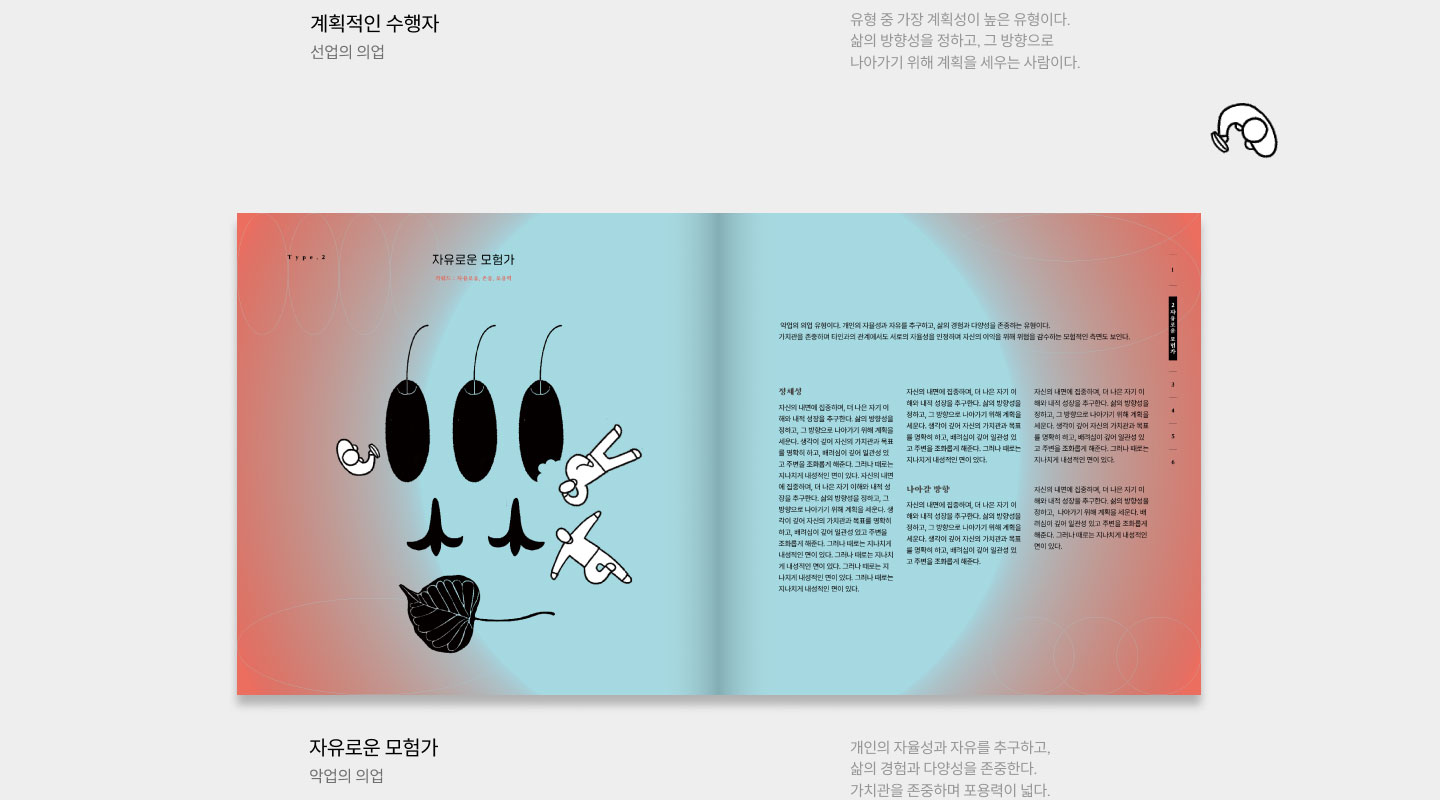 계획적인 수행자
선업의 의업
유형 중 가장 계획성이 높은 유형이다.
삶의 방향성을 정하고, 그 방향으로
나아가기 위해 계획을 세우는 사람이다.
Type.2
자유로운 모험가
키워드 : 자유로움, 존중, 포용력
악업의 의업 유형이다. 개인의 자율성과 자유를 추구하고, 삶의 경험과 다양성을 존중하는 유형이다.
가치관을 존중하며 타인과의 관계에서도 서로의 자율성을 인정하며 자신의 이익을 위해 위험을 감수하는 모험적인 측면도 보인다.
정체성
자신의 내면에 집중하며, 더 나은 자기 이
해와 내적 성장을 추구한다. 삶의 방향성을
정하고, 그 방향으로 나아가기 위해 계획을
세운다. 생각이 깊어 자신의 가치관과 목표
를 명확히 하고, 배려심이 깊어 일관성 있
고 주변을 조화롭게 해준다. 그러나 때로는
지나치게 내성적인 면이 있다. 자신의 내면
에 집중하며, 더 나은 자기 이해와 내적 성
장을 추구한다. 삶의 방향성을 정하고, 그
방향으로 나아가기 위해 계획을 세운다. 생
각이 깊어 자신의 가치관과 목표를 명확히
하고, 배려심이 깊어 일관성 있고 주변을
조화롭게 해준다. 그러나 때로는 지나치게
내성적인 면이 있다. 그러나 때로는 지나치
게 내성적인 면이 있다. 그러나 때로는 지
나치게 내성적인 면이 있다. 그러나 때로는
지나치게 내성적인 면이 있다.
자신의 내면에 집중하며, 더 나은 자기 이
해와 내적 성장을 추구한다. 삶의 방향성을
정하고, 그 방향으로 나아가기 위해 계획을
세운다. 생각이 깊어 자신의 가치관과 목표
를 명확히 하고, 배려심이 깊어 일관성 있
고 주변을 조화롭게 해준다. 그러나 때로는
지나치게 내성적인 면이 있다.
나아갈 방향
자신의 내면에 집중하며, 더 나은 자기 이
해와 내적 성장을 추구한다. 삶의 방향성을
정하고, 그 방향으로 나아가기 위해 계획을
세운다. 생각이 깊어 자신의 가치관과 목표
를 명확히 하고, 배려심이 깊어 일관성 있
고 주변을 조화롭게 해준다.
자신의 내면에 집중하며, 더 나은 자기 이
해와 내적 성장을 추구한다. 삶의 방향성을
정하고, 그 방향으로 나아가기 위해 계획을
세운다. 생각이 깊어 자신의 가치관과 목표
를 명확히 하고, 배려심이 깊어 일관성 있
고 주변을 조화롭게 해준다. 그러나 때로는
지나치게 내성적인 면이 있다.
자신의 내면에 집중하며, 더 나은 자기 이
해와 내적 성장을 추구한다. 삶의 방향성을
정하고, 나아가기 위해 계획을 세운다. 배
려심이 깊어 일관성 있고 주변을 조화롭게
해준다. 그러나 때로는 지나치게 내성적인
면이 있다.
1
2 자유로운 모험가
3
4
5
6
자유로운 모험가
악업의 의업
개인의 자율성과 자유를 추구하고,
삶의 경험과 다양성을 존중한다.
가치관을 존중하며 포용력이 넓다.